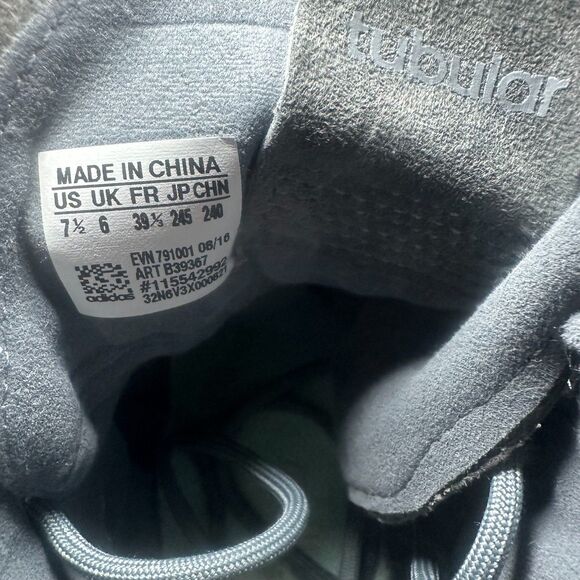 tubular
MADE IN CHINA
US UK FR JP CHN
7½ 6 39⅓ 245 240
EVN 791001 08/16
ART B39367
#115542992
32N6V3X000621
adidas